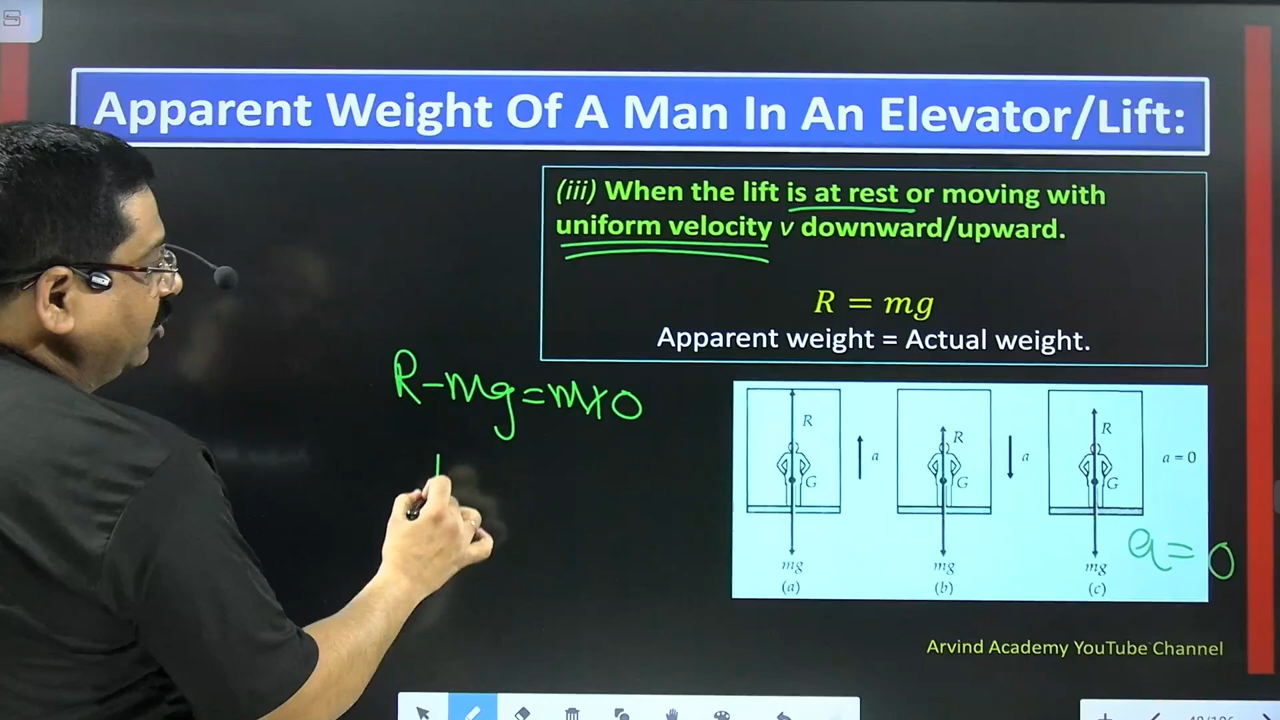 Apparent Weight Of A Man In An Elevator/Lift:
(iii) When the lift is at rest or moving with
uniform velocity v downward/upward.
R = mg
Apparent weight = Actual weight.
R-mg=m×0
R
a
R
a
R
a = 0
G
G
G
a = 0
mg
mg
mg
(a)
(b)
(c)
Arvind Academy YouTube Channel